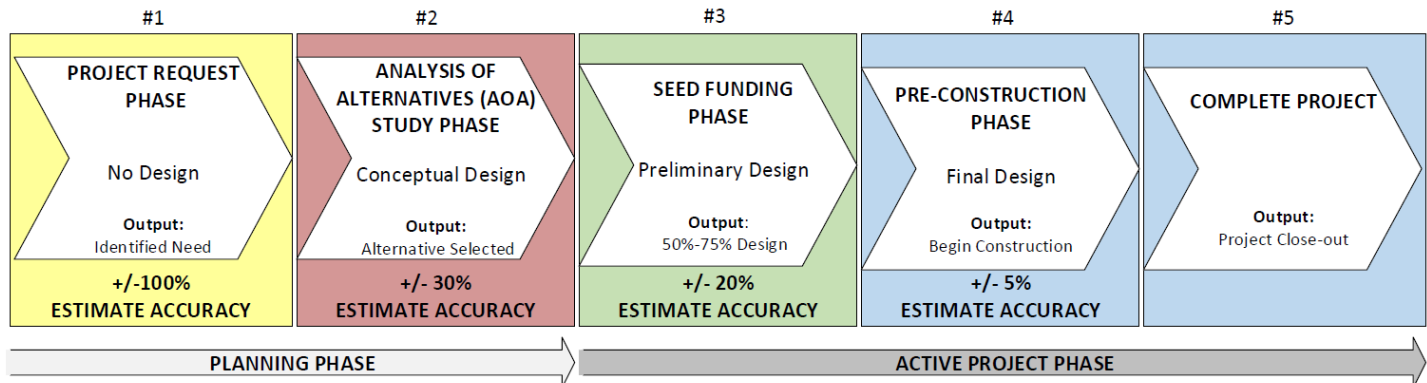 #1
#2
#3
#4
#5
PROJECT REQUEST
PHASE
No Design
Output:
Identified Need
+/-100%
ESTIMATE ACCURACY
ANALYSIS OF
ALTERNATIVES (AOA)
STUDY PHASE
Conceptual Design
Output:
Alternative Selected
+/- 30%
ESTIMATE ACCURACY
SEED FUNDING
PHASE
Preliminary Design
Output:
50%-75% Design
+/- 20%
ESTIMATE ACCURACY
PRE-CONSTRUCTION
PHASE
Final Design
Output:
Begin Construction
+/- 5%
ESTIMATE ACCURACY
COMPLETE PROJECT
Output:
Project Close-out
PLANNING PHASE
ACTIVE PROJECT PHASE